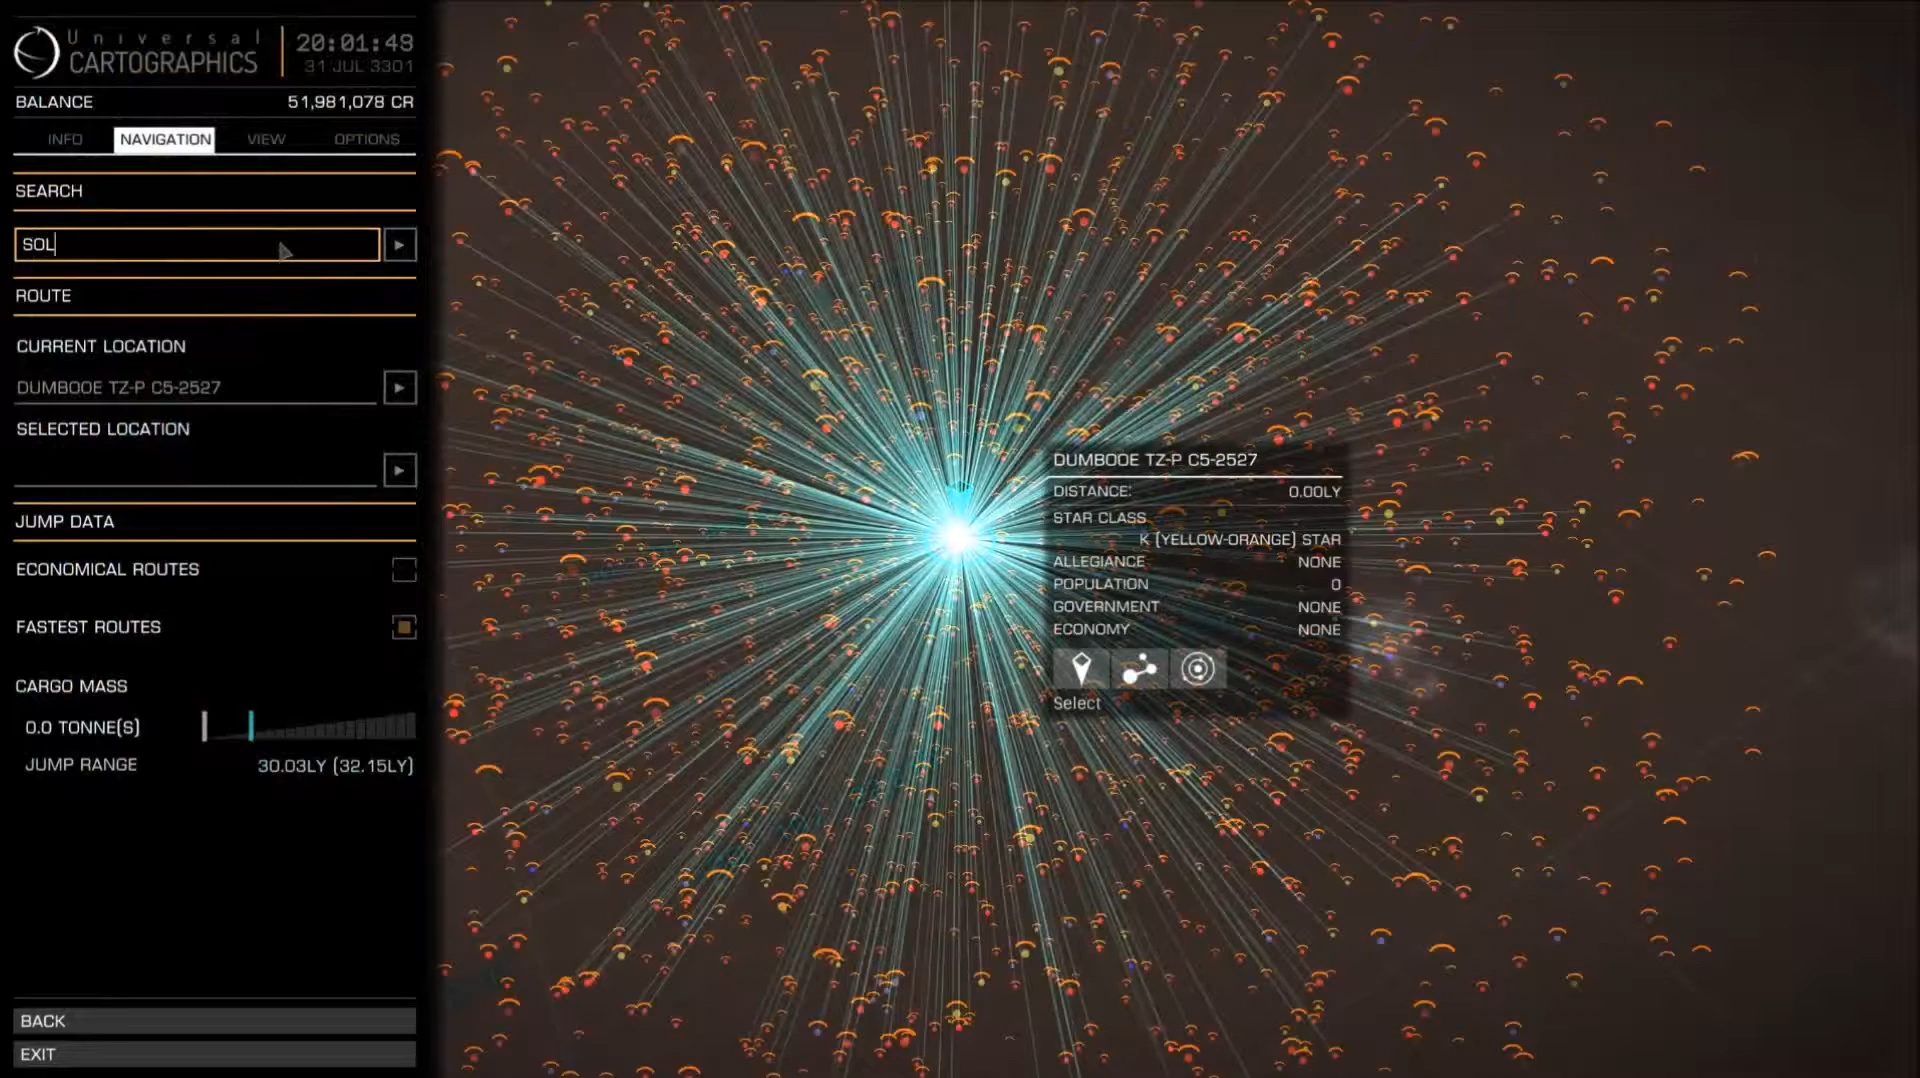 Universal
CARTOGRAPHICS
20:01:49
31 JUL 3301
BALANCE 51,981,078 CR
INFO NAVIGATION VIEW OPTIONS
SEARCH
SOL
ROUTE
CURRENT LOCATION
DUMBOOE TZ-P C5-2527
SELECTED LOCATION
JUMP DATA
ECONOMICAL ROUTES
FASTEST ROUTES
CARGO MASS
0.0 TONNE(S)
JUMP RANGE 30.03LY (32.15LY)
BACK
EXIT
DUMBOOE TZ-P C5-2527
DISTANCE: 0.00LY
STAR CLASS
K (YELLOW-ORANGE) STAR
ALLEGIANCE NONE
POPULATION 0
GOVERNMENT NONE
ECONOMY NONE
Select